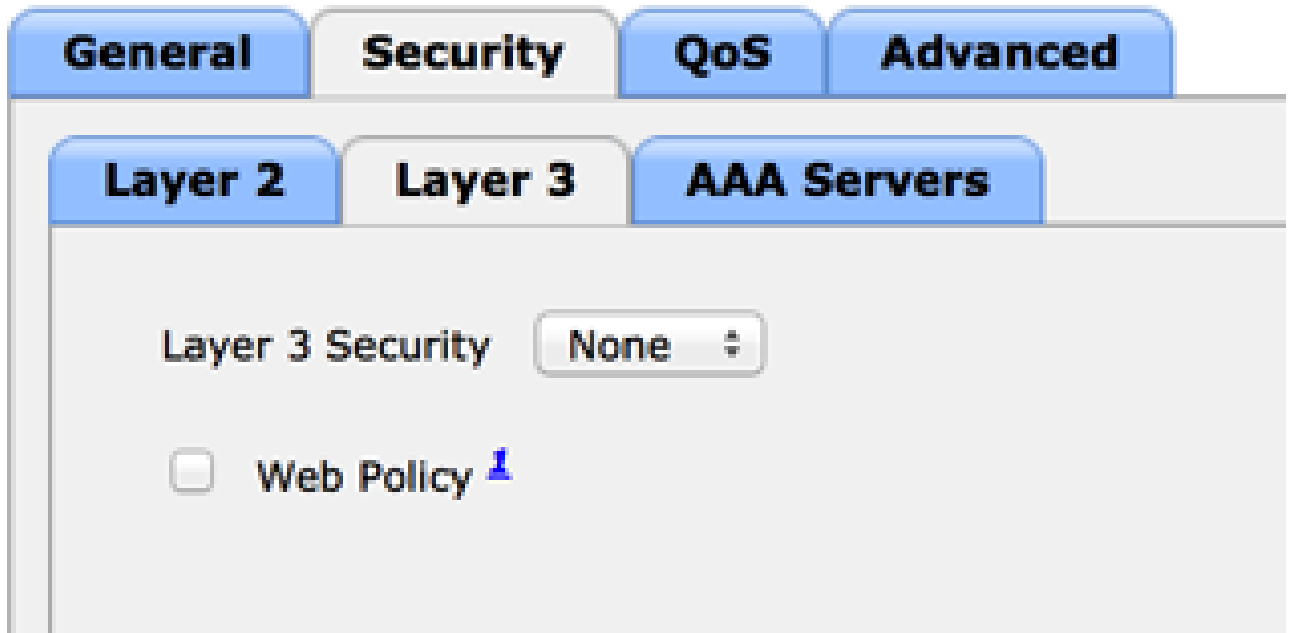 General Security QoS Advanced
Layer 2 Layer 3 AAA Servers
Layer 3 Security None
Web Policy 1